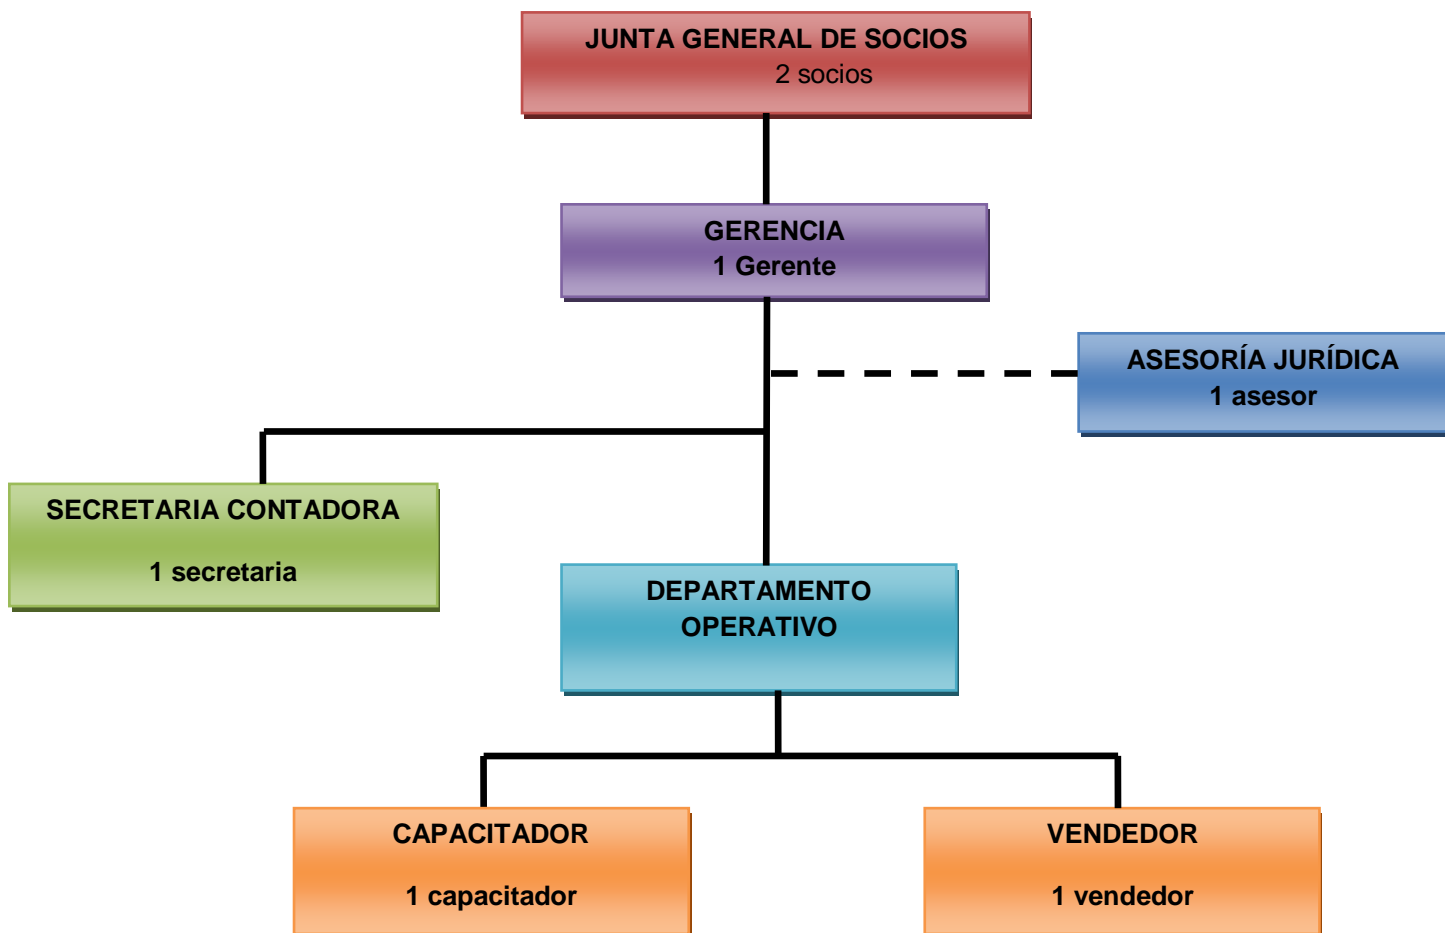 JUNTA GENERAL DE SOCIOS
2 socios
GERENCIA
1 Gerente
ASESORÍA JURÍDICA
1 asesor
SECRETARIA CONTADORA
1 secretaria
DEPARTAMENTO
OPERATIVO
CAPACITADOR
1 capacitador
VENDEDOR
1 vendedor